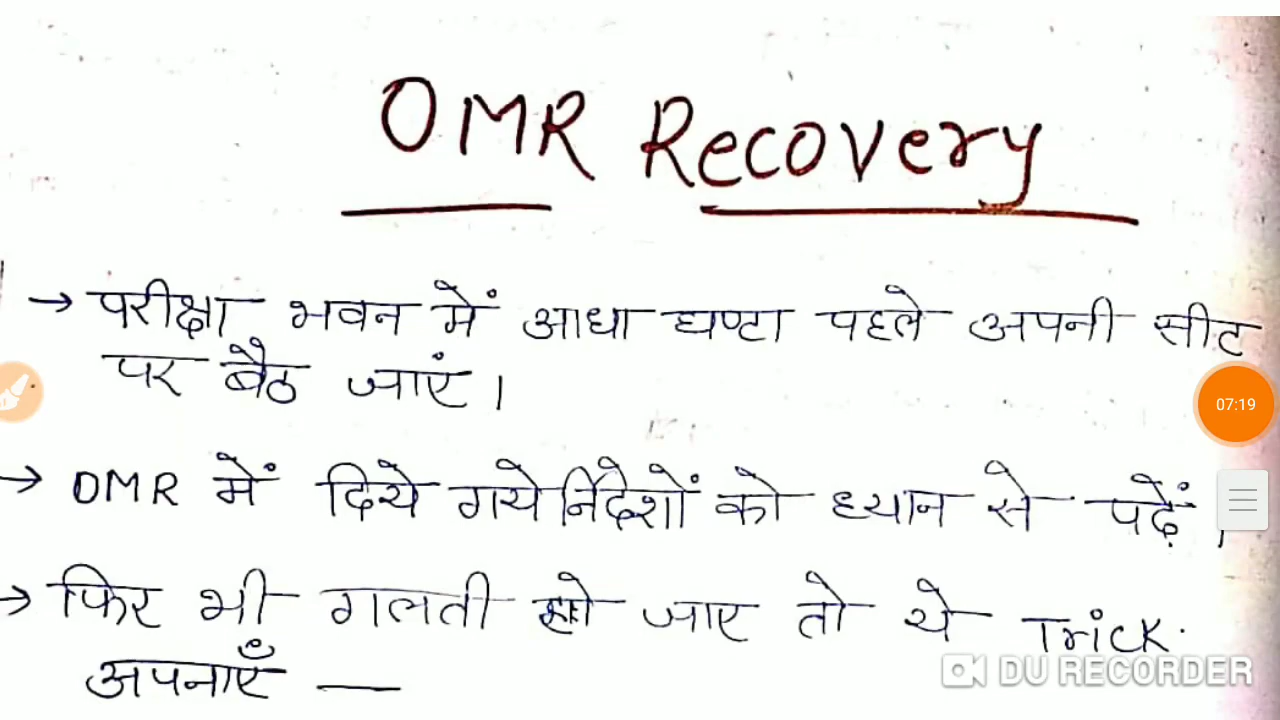 OMR Recovery
→ परीक्षा भवन में आधा घण्टा पहले अपनी सीट
पर बैठ जाएं ।
07:19
→ OMR में दिये गये निर्देशों को ध्यान से पढ़ें ।
→ फिर भी गलती हो जाए तो ये Trick.
अपनाएँ —
DU RECORDER